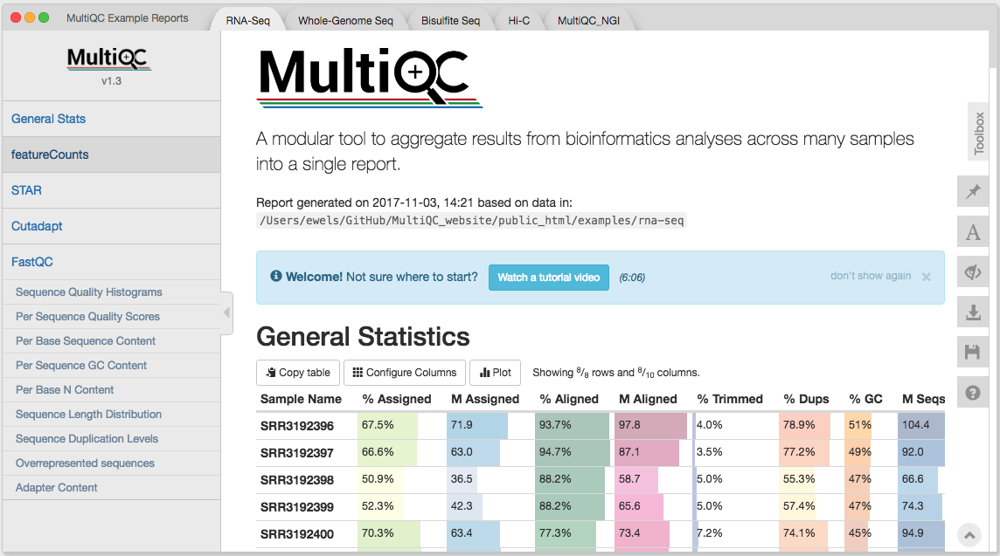 MultiQC Example Reports
RNA-Seq
Whole-Genome Seq
Bisulfite Seq
Hi-C
MultiQC_NGI
MultiQC
v1.3
General Stats
featureCounts
STAR
Cutadapt
FastQC
Sequence Quality Histograms
Per Sequence Quality Scores
Per Base Sequence Content
Per Sequence GC Content
Per Base N Content
Sequence Length Distribution
Sequence Duplication Levels
Overrepresented sequences
Adapter Content
MultiQC
A modular tool to aggregate results from bioinformatics analyses across many samples
into a single report.
Report generated on 2017-11-03, 14:21 based on data in:
/Users/ewels/GitHub/MultiQC_website/public_html/examples/rna-seq
Welcome! Not sure where to start? Watch a tutorial video (6:06) don't show again ×
General Statistics
Copy table Configure Columns Plot Showing 8/8 rows and 8/10 columns.
Sample Name % Assigned M Assigned % Aligned M Aligned % Trimmed % Dups % GC M Seqs
SRR3192396 67.5% 71.9 93.7% 97.8 4.0% 78.9% 51% 104.4
SRR3192397 66.6% 63.0 94.7% 87.1 3.5% 77.2% 49% 92.0
SRR3192398 50.9% 36.5 88.2% 58.7 5.0% 55.3% 47% 66.6
SRR3192399 52.3% 42.3 88.2% 65.6 5.0% 57.4% 47% 74.3
SRR3192400 70.3% 63.4 77.3% 73.4 7.2% 74.1% 45% 94.9
Toolbox
A
?